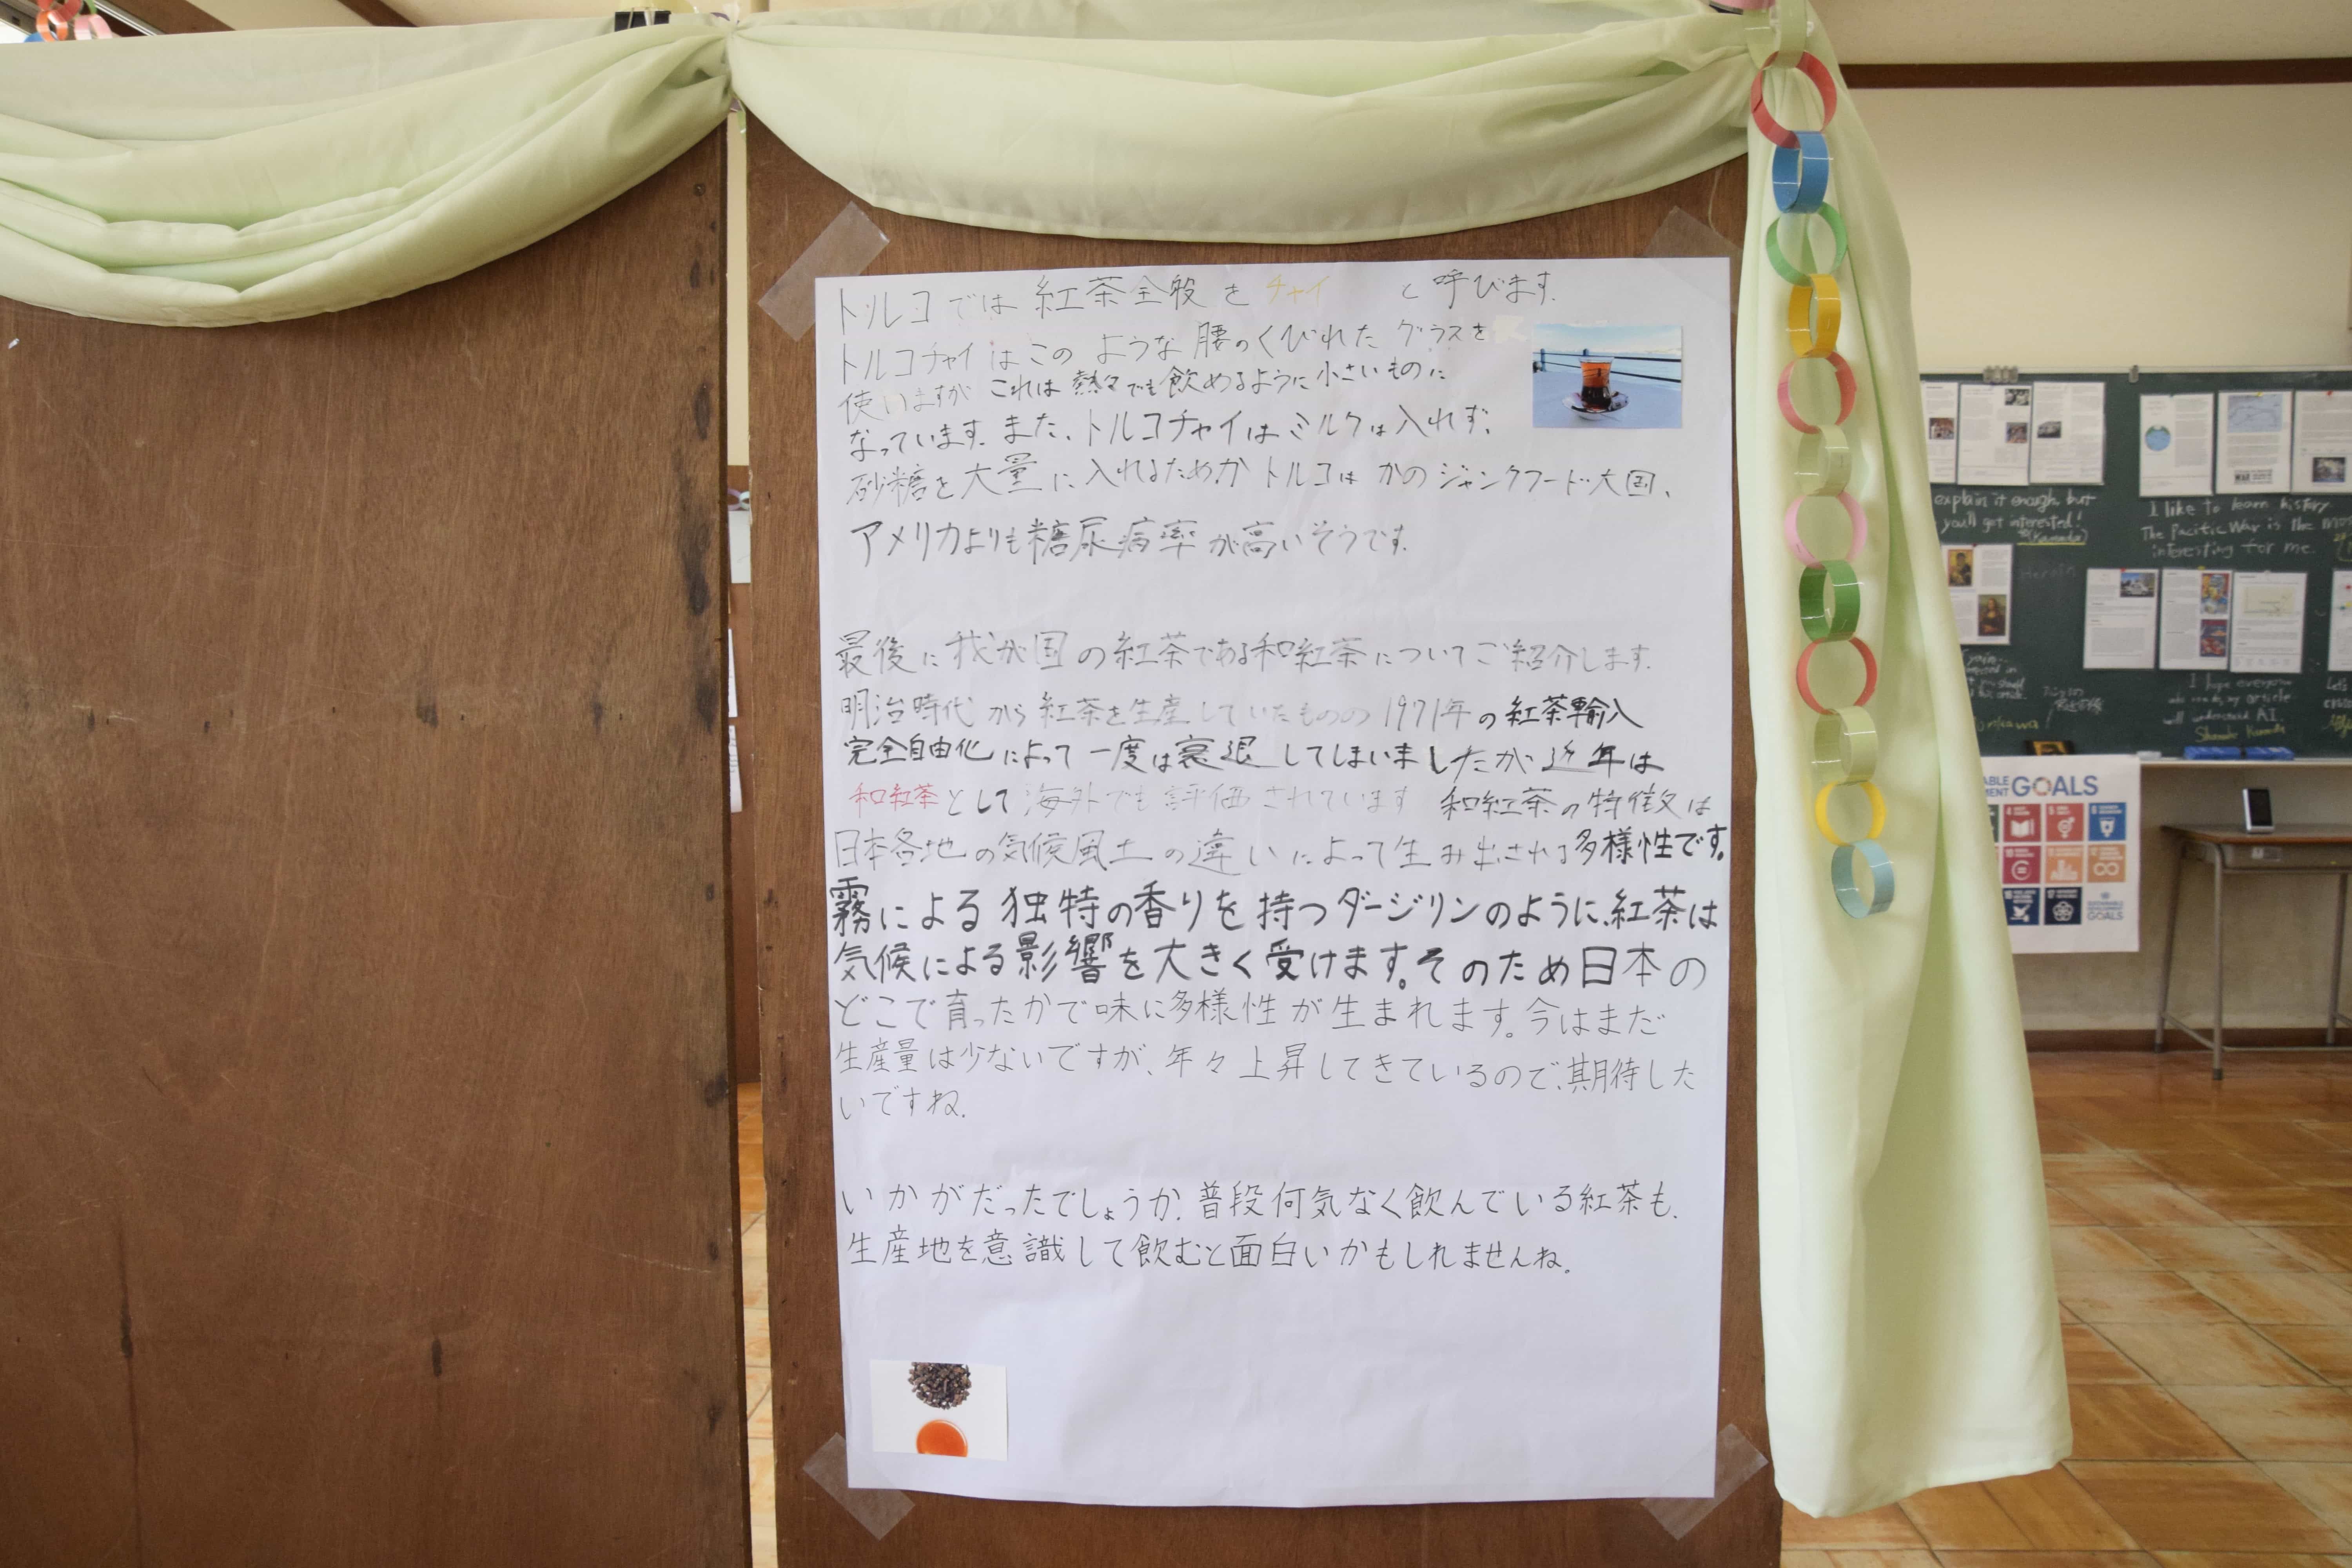 トルコでは紅茶全般をチャイ と呼びます.
トルコチャイはこのような腰のくびれたグラスを
使いますが これは熱々でも飲めるように小さいものに
なっています. また、トルコチャイはミルクは入れず、
砂糖を大量に入れるためか トルコは かのジャンクフード大国、
アメリカよりも糖尿病率が高いそうです.
最後に我が国の紅茶である和紅茶についてご紹介します.
明治時代から紅茶を生産していたものの1971年の紅茶輸入
完全自由化によって一度は衰退してしまいましたが近年は
和紅茶として海外でも評価されています 和紅茶の特徴は
日本各地の気候風土の違いによって生み出される多様性です。
霧による独特の香りを持つダージリンのように、紅茶は
気候による影響を大きく受けます。そのため日本の
どこで育ったかで味に多様性が生まれます。今はまだ
生産量は少ないですが、年々上昇してきているので、期待した
いですね.
いかがだったでしょうか. 普段何気なく飲んでいる紅茶も、
生産地を意識して飲むと面白いかもしれませんね。
explain it enough, but
you'll get interested!
(Kamada)
I like to learn history
The Pacific War is the
interesting for me.
I hope everyone
will understand AI.
GOALS
GOALS